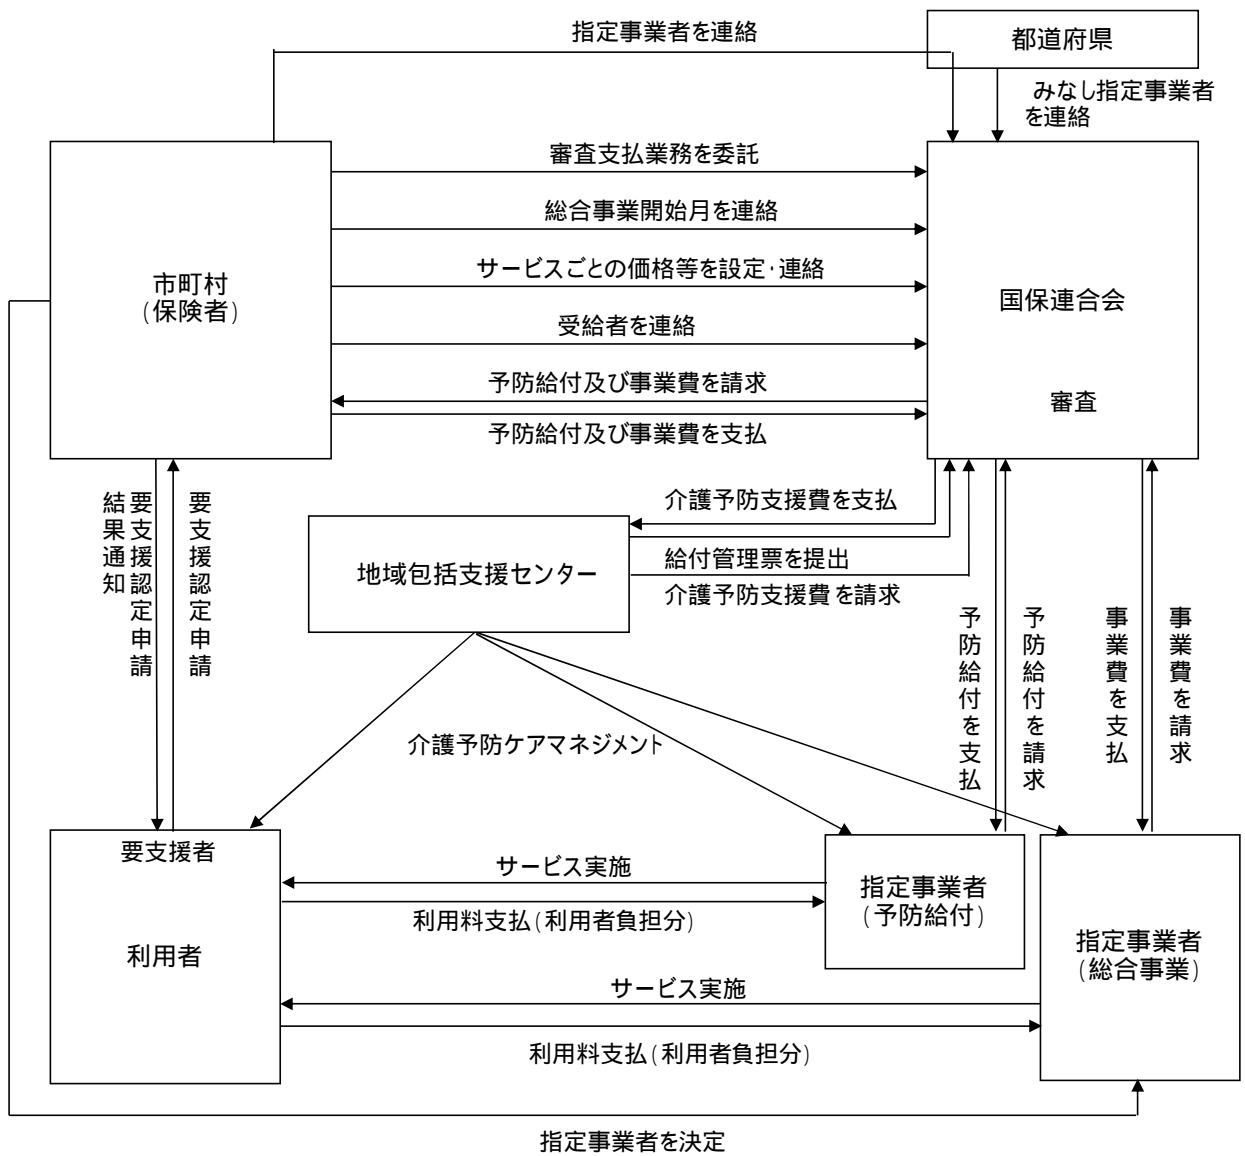 指定事業者を連絡
都道府県
みなし指定事業者
を連絡
審査支払業務を委託
総合事業開始月を連絡
サービスごとの価格等を設定・連絡
受給者を連絡
予防給付及び事業費を請求
予防給付及び事業費を支払
市町村
(保険者)
国保連合会
審査
要支援認定申請
結果通知
要支援認定申請
介護予防支援費を支払
給付管理票を提出
介護予防支援費を請求
地域包括支援センター
予防給付を支払
予防給付を請求
事業費を支払
事業費を請求
介護予防ケアマネジメント
要支援者
利用者
サービス実施
利用料支払(利用者負担分)
指定事業者
(予防給付)
指定事業者
(総合事業)
サービス実施
利用料支払(利用者負担分)
指定事業者を決定